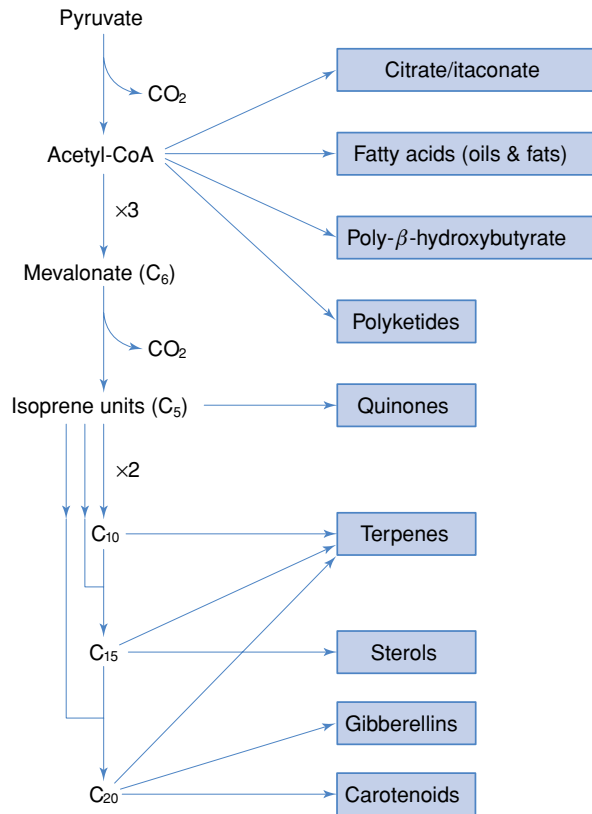 Pyruvate
CO₂
Citrate/itaconate
Acetyl-CoA
Fatty acids (oils & fats)
×3
Poly-β-hydroxybutyrate
Mevalonate (C₆)
Polyketides
CO₂
Isoprene units (C₅)
Quinones
×2
C₁₀
Terpenes
C₁₅
Sterols
Gibberellins
C₂₀
Carotenoids